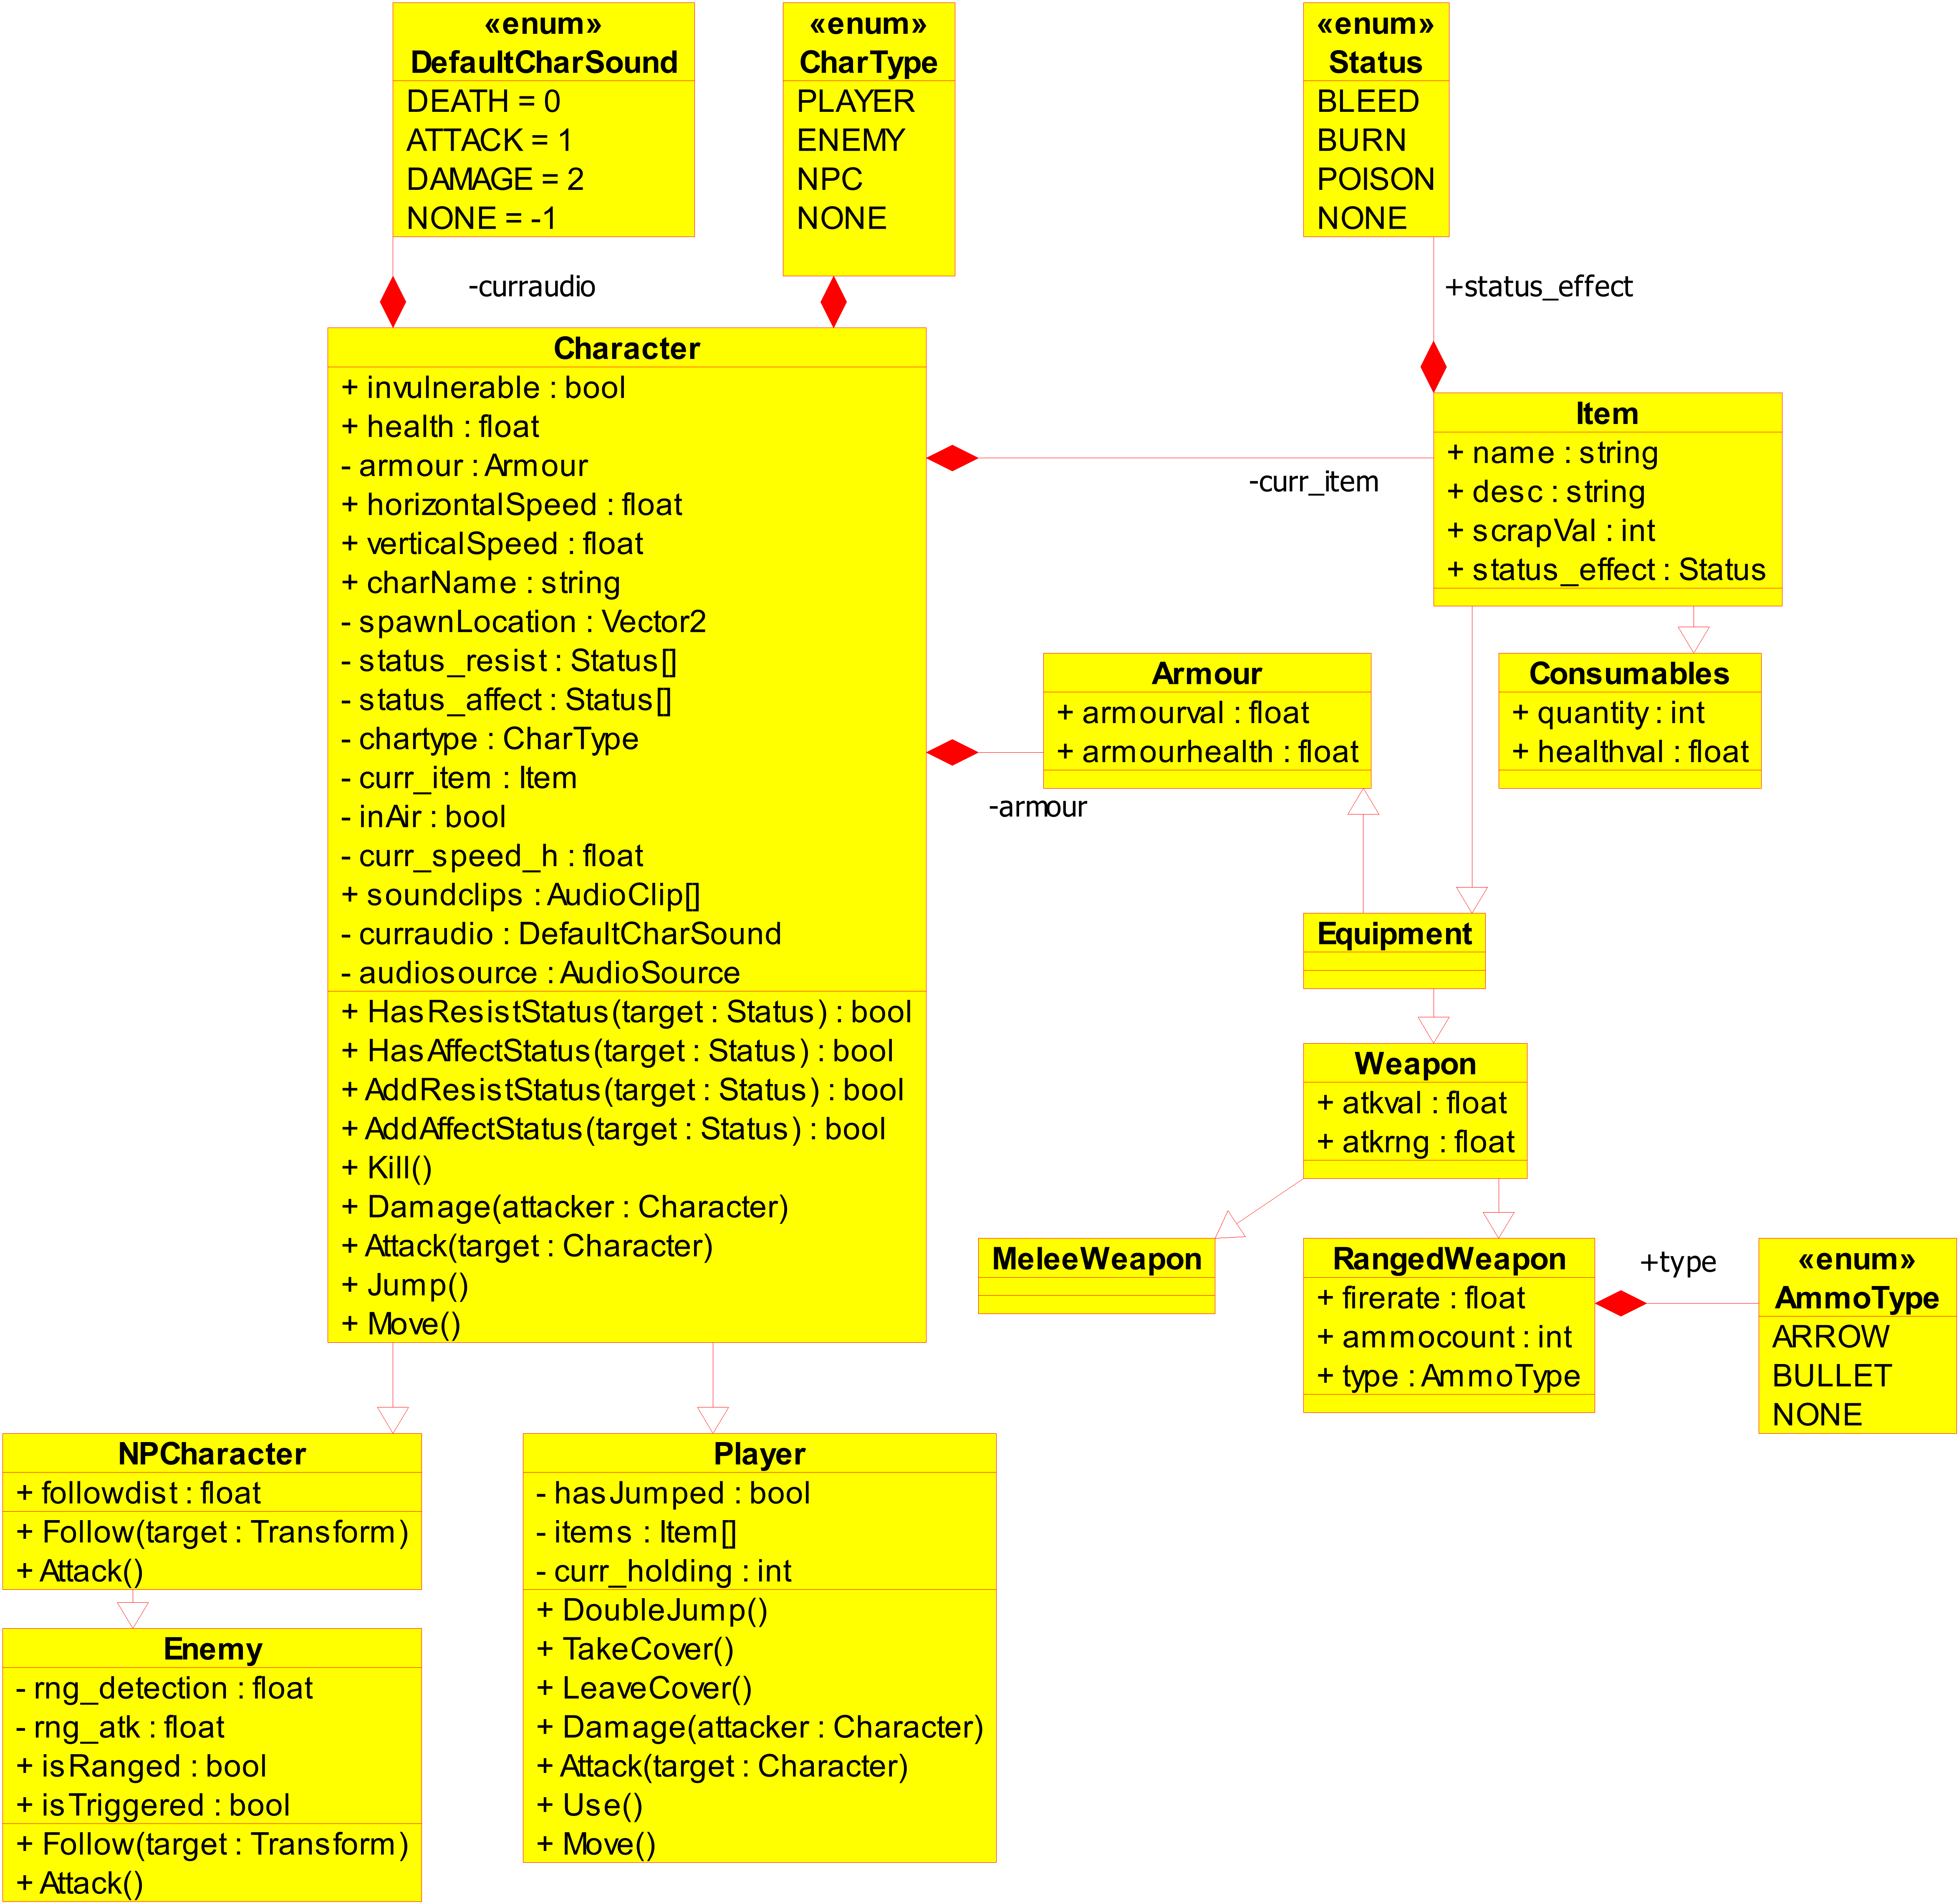 «enum»
DefaultCharSound
DEATH = 0
ATTACK = 1
DAMAGE = 2
NONE = -1
«enum»
CharType
PLAYER
ENEMY
NPC
NONE
«enum»
Status
BLEED
BURN
POISON
NONE
-curraudio
+status_effect
Character
+ invulnerable : bool
+ health : float
- armour : Armour
+ horizontalSpeed : float
+ verticalSpeed : float
+ charName : string
- spawnLocation : Vector2
- status_resist : Status[]
- status_affect : Status[]
- chartype : CharType
- curr_item : Item
- inAir : bool
- curr_speed_h : float
+ soundclips : AudioClip[]
- curraudio : DefaultCharSound
- audiosource : AudioSource
+ HasResistStatus(target : Status) : bool
+ HasAffectStatus(target : Status) : bool
+ AddResistStatus(target : Status) : bool
+ AddAffectStatus(target : Status) : bool
+ Kill()
+ Damage(attacker : Character)
+ Attack(target : Character)
+ Jump()
+ Move()
-curr_item
Item
+ name : string
+ desc : string
+ scrapVal : int
+ status_effect : Status
Armour
+ armourval : float
+ armourhealth : float
-armour
Consumables
+ quantity : int
+ healthval : float
Equipment
Weapon
+ atkval : float
+ atkrng : float
MeleeWeapon
RangedWeapon
+ firerate : float
+ ammocount : int
+ type : AmmoType
+type
«enum»
AmmoType
ARROW
BULLET
NONE
NPCharacter
+ followdist : float
+ Follow(target : Transform)
+ Attack()
Player
- hasJumped : bool
- items : Item[]
- curr_holding : int
+ DoubleJump()
+ TakeCover()
+ LeaveCover()
+ Damage(attacker : Character)
+ Attack(target : Character)
+ Use()
+ Move()
Enemy
- rng_detection : float
- rng_atk : float
+ isRanged : bool
+ isTriggered : bool
+ Follow(target : Transform)
+ Attack()